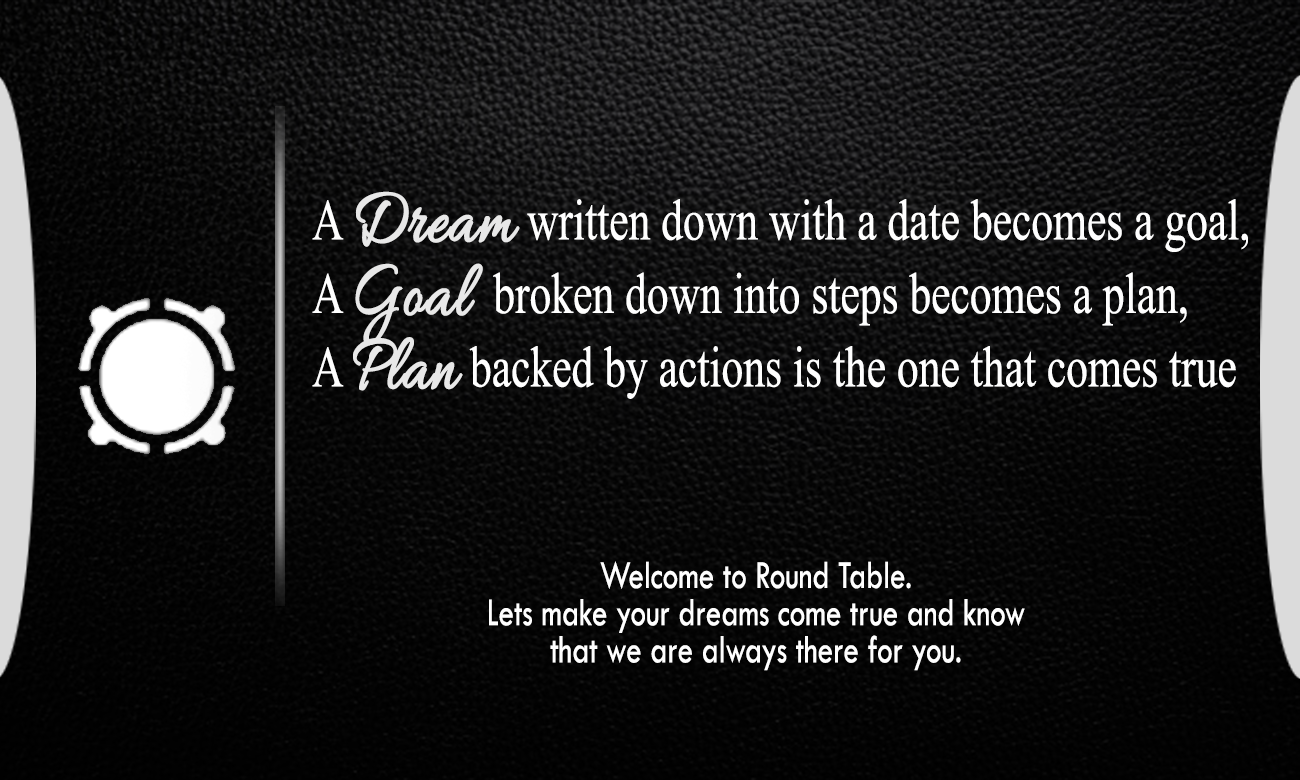 A Dream written down with a date becomes a goal,
A Goal broken down into steps becomes a plan,
A Plan backed by actions is the one that comes true
Welcome to Round Table.
Lets make your dreams come true and know
that we are always there for you.